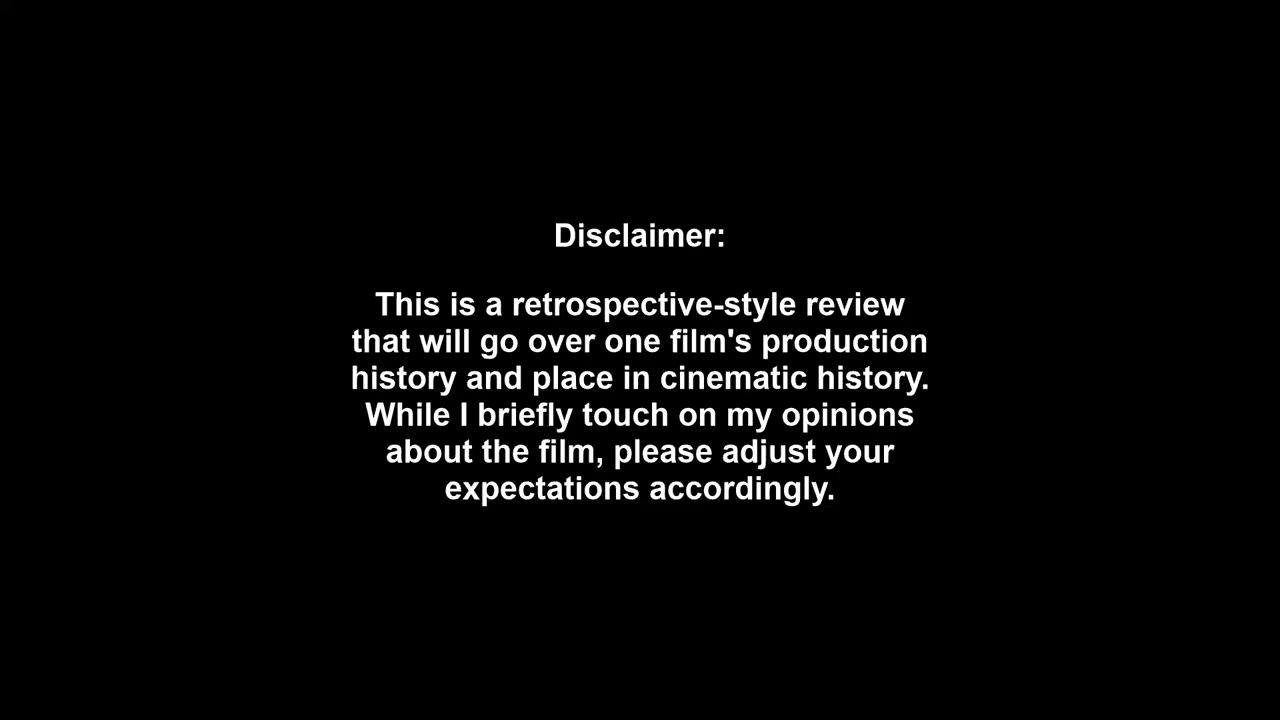 Disclaimer:
This is a retrospective-style review
that will go over one film's production
history and place in cinematic history.
While I briefly touch on my opinions
about the film, please adjust your
expectations accordingly.